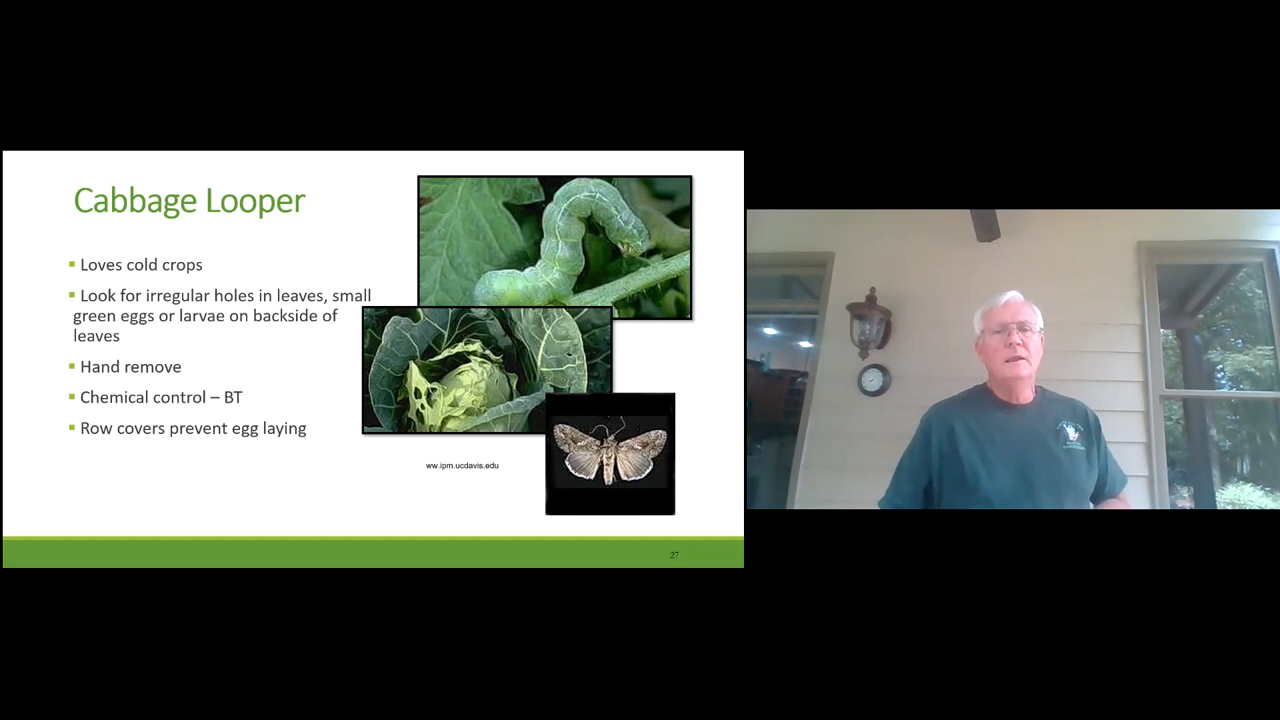 Cabbage Looper
Loves cold crops
Look for irregular holes in leaves, small
green eggs or larvae on backside of
leaves
Hand remove
Chemical control – BT
Row covers prevent egg laying
ww.ipm.ucdavis.edu
27